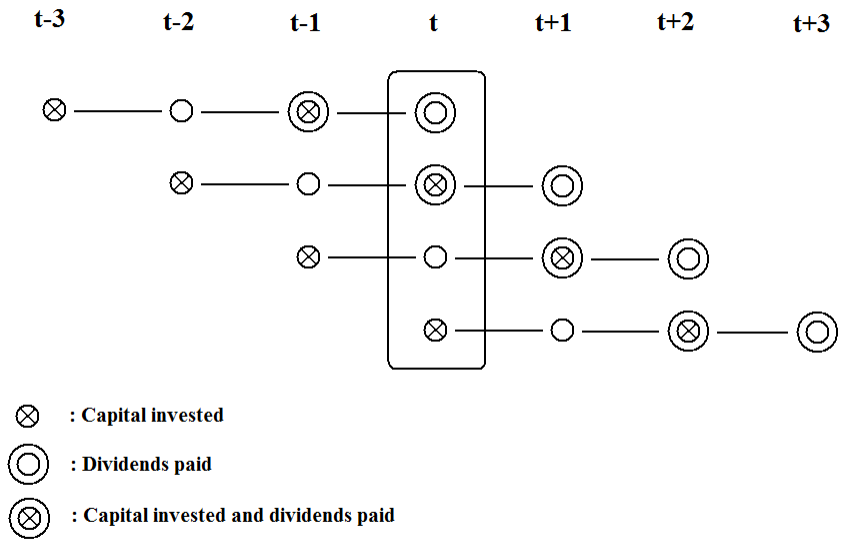 t-3 t-2 t-1 t t+1 t+2 t+3
: Capital invested
: Dividends paid
: Capital invested and dividends paid